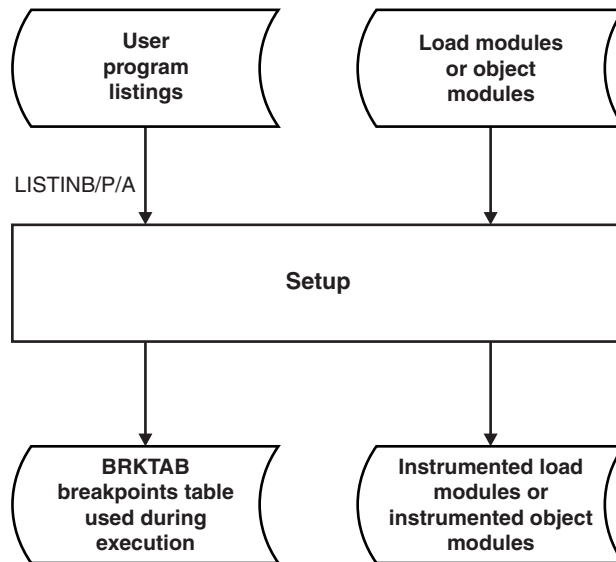 User
program
listings
Load modules
or object
modules
LISTINB/P/A
Setup
BRKTAB
breakpoints table
used during
execution
Instrumented load
modules or
instrumented object
modules